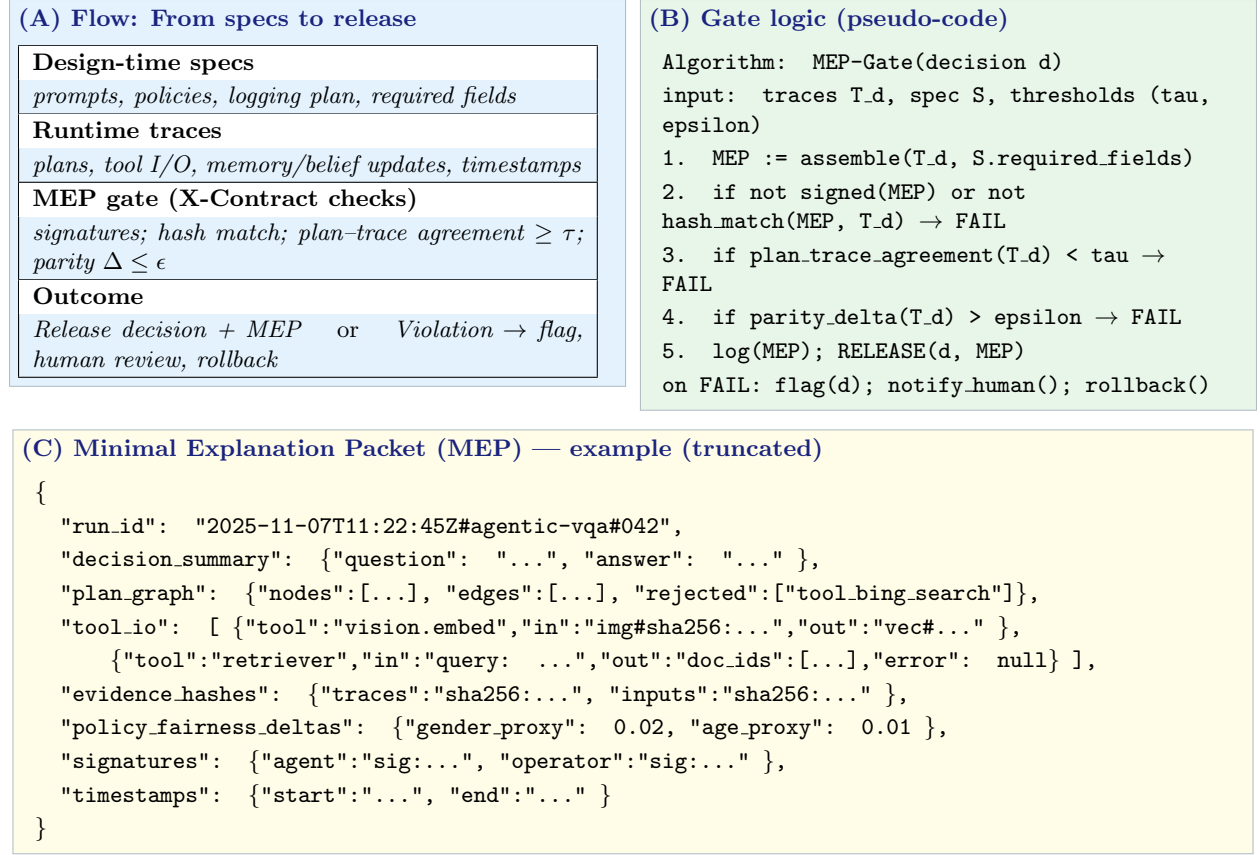 (A) Flow: From specs to release
Design-time specs
prompts, policies, logging plan, required fields
Runtime traces
plans, tool I/O, memory/belief updates, timestamps
MEP gate (X-Contract checks)
signatures; hash match; plan–trace agreement ≥ τ;
parity Δ ≤ ϵ
Outcome
Release decision + MEP or Violation → flag,
human review, rollback
(B) Gate logic (pseudo-code)
Algorithm: MEP-Gate(decision d)
input: traces T_d, spec S, thresholds (tau,
epsilon)
1. MEP := assemble(T_d, S.required_fields)
2. if not signed(MEP) or not
hash_match(MEP, T_d) → FAIL
3. if plan_trace_agreement(T_d) < tau →
FAIL
4. if parity_delta(T_d) > epsilon → FAIL
5. log(MEP); RELEASE(d, MEP)
on FAIL: flag(d); notify_human(); rollback()
(C) Minimal Explanation Packet (MEP) — example (truncated)
{
"run_id": "2025-11-07T11:22:45Z#agentic-vqa#042",
"decision_summary": {"question": "...", "answer": "..." },
"plan_graph": {"nodes":[...], "edges":[...], "rejected":["tool_bing_search"]},
"tool_io": [ {"tool":"vision.embed","in":"img#sha256:...","out":"vec#..." },
{"tool":"retriever","in":"query: ...","out":"doc_ids":[...],"error": null} ],
"evidence_hashes": {"traces":"sha256:...", "inputs":"sha256:..." },
"policy_fairness_deltas": {"gender_proxy": 0.02, "age_proxy": 0.01 },
"signatures": {"agent":"sig:...", "operator":"sig:..." },
"timestamps": {"start":"...", "end":"..." }
}